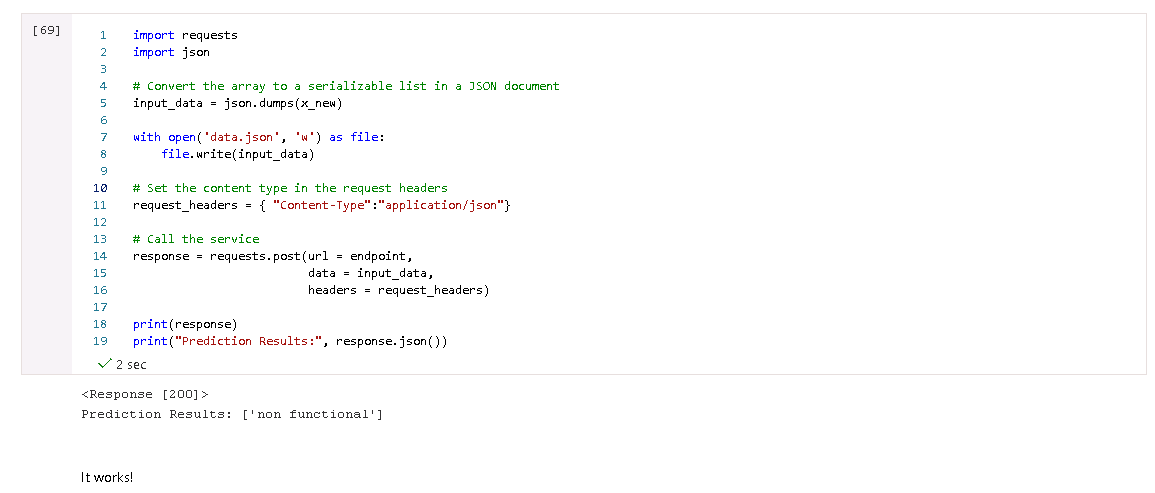 [69]
1 import requests
2 import json
3
4 # Convert the array to a serializable list in a JSON document
5 input_data = json.dumps(x_new)
6
7 with open('data.json', 'w') as file:
8     file.write(input_data)
9
10 # Set the content type in the request headers
11 request_headers = { "Content-Type":"application/json"}
12
13 # Call the service
14 response = requests.post(url = endpoint,
15                          data = input_data,
16                          headers = request_headers)
17
18 print(response)
19 print("Prediction Results:", response.json())
✓ 2 sec
<Response [200]>
Prediction Results: ['non functional']
It works!